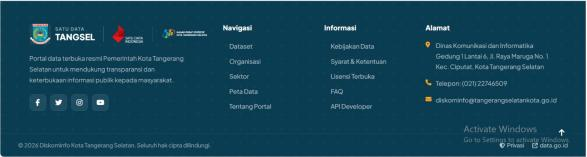 SATU DATA
TANGSEL
SATU DATA
INDONESIA
Portal data terbuka resmi Pemerintah Kota Tangerang
Selatan untuk mendukung transparansi dan
keterbukaan informasi publik kepada masyarakat.
Navigasi
Dataset
Organisasi
Sektor
Peta Data
Tentang Portal
Informasi
Kebijakan Data
Syarat & Ketentuan
Lisensi Terbuka
FAQ
API Developer
Alamat
Dinas Komunikasi dan Informatika
Gedung 1 Lantai 6, Jl. Raya Maruga No. 1
Kec. Ciputat, Kota Tangerang Selatan
Telepon: (021) 22746509
diskominfo@tangerangselatankota.go.id
Activate Windows
Go to Settings to activate Windows.
© 2026 Diskominfo Kota Tangerang Selatan. Seluruh hak cipta dilindungi.
Privasi
data.go.id